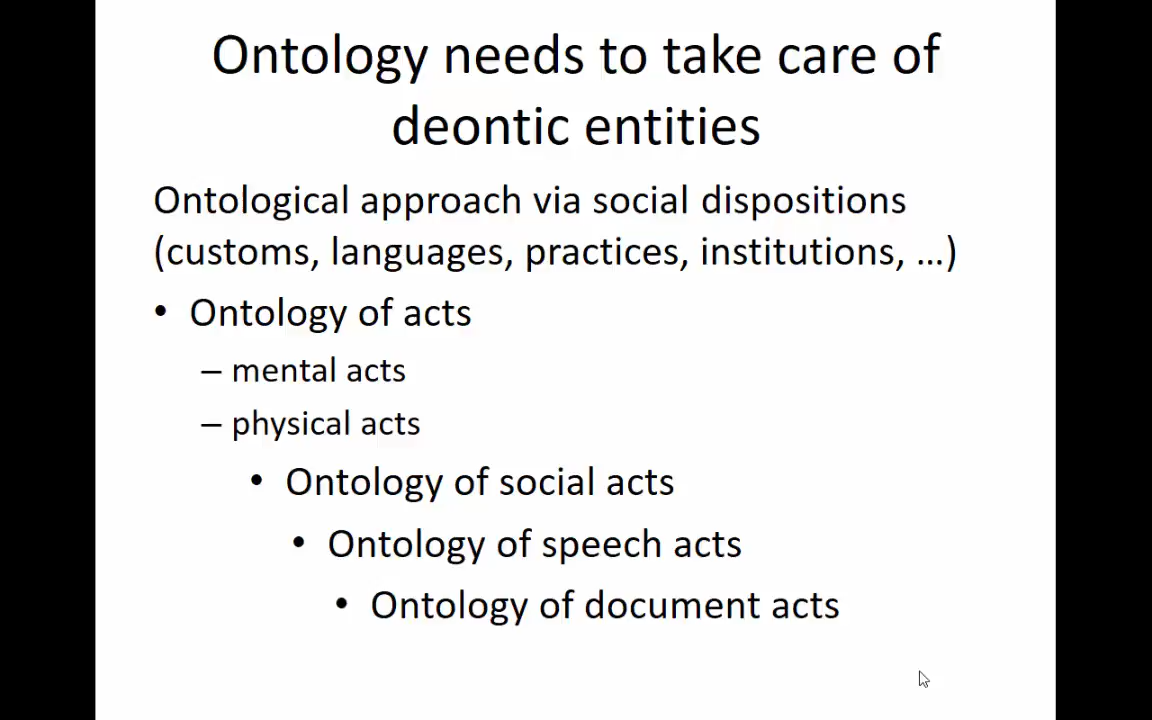 Ontology needs to take care of
deontic entities
Ontological approach via social dispositions
(customs, languages, practices, institutions, ...)
• Ontology of acts
– mental acts
– physical acts
• Ontology of social acts
• Ontology of speech acts
• Ontology of document acts